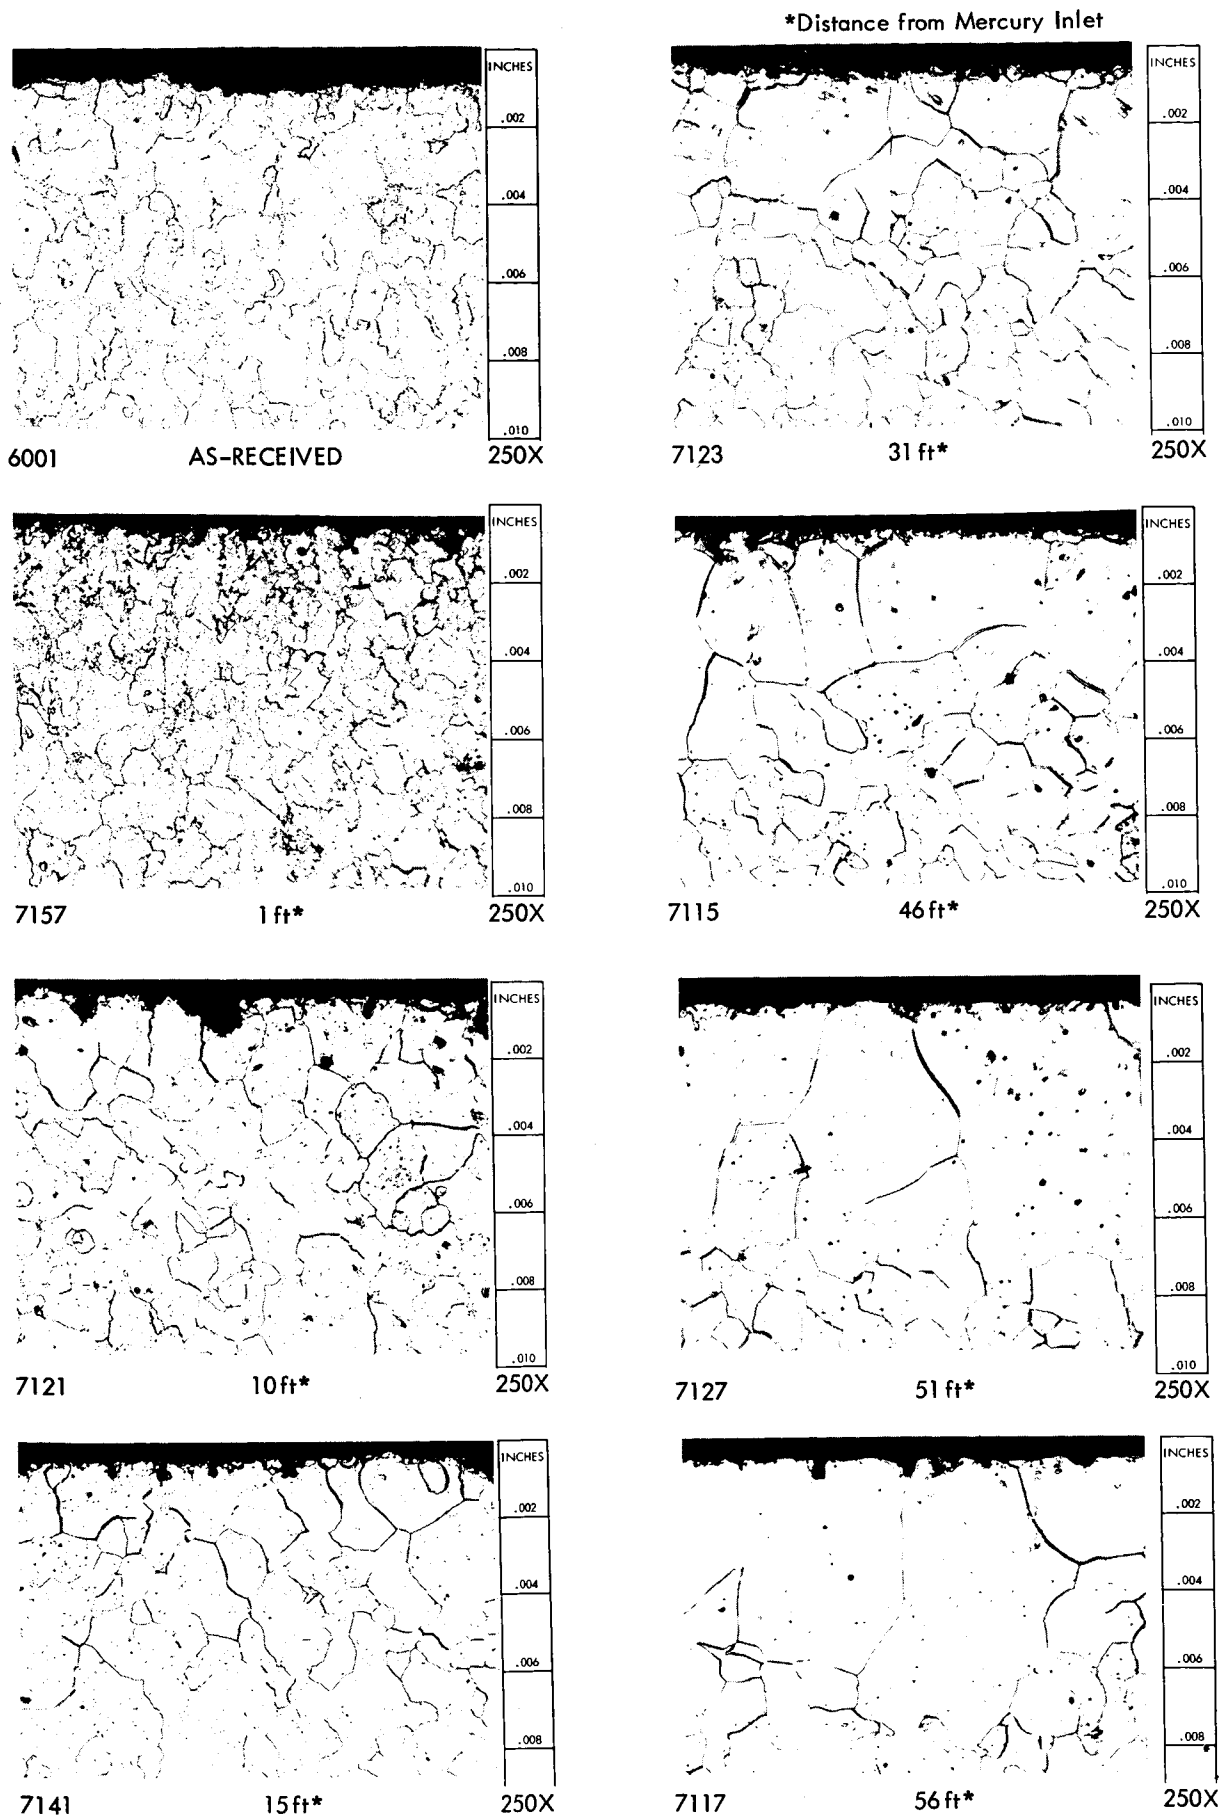 *Distance from Mercury Inlet
INCHES
.002
.004
.006
.008
.010
6001 AS-RECEIVED 250X
INCHES
.002
.004
.006
.008
.010
7123 31 ft* 250X
INCHES
.002
.004
.006
.008
.010
7157 1 ft* 250X
INCHES
.002
.004
.006
.008
.010
7115 46 ft* 250X
INCHES
.002
.004
.006
.008
.010
7121 10 ft* 250X
INCHES
.002
.004
.006
.008
.010
7127 51 ft* 250X
INCHES
.002
.004
.006
.008
7141 15 ft* 250X
INCHES
.002
.004
.006
.008
7117 56 ft* 250X